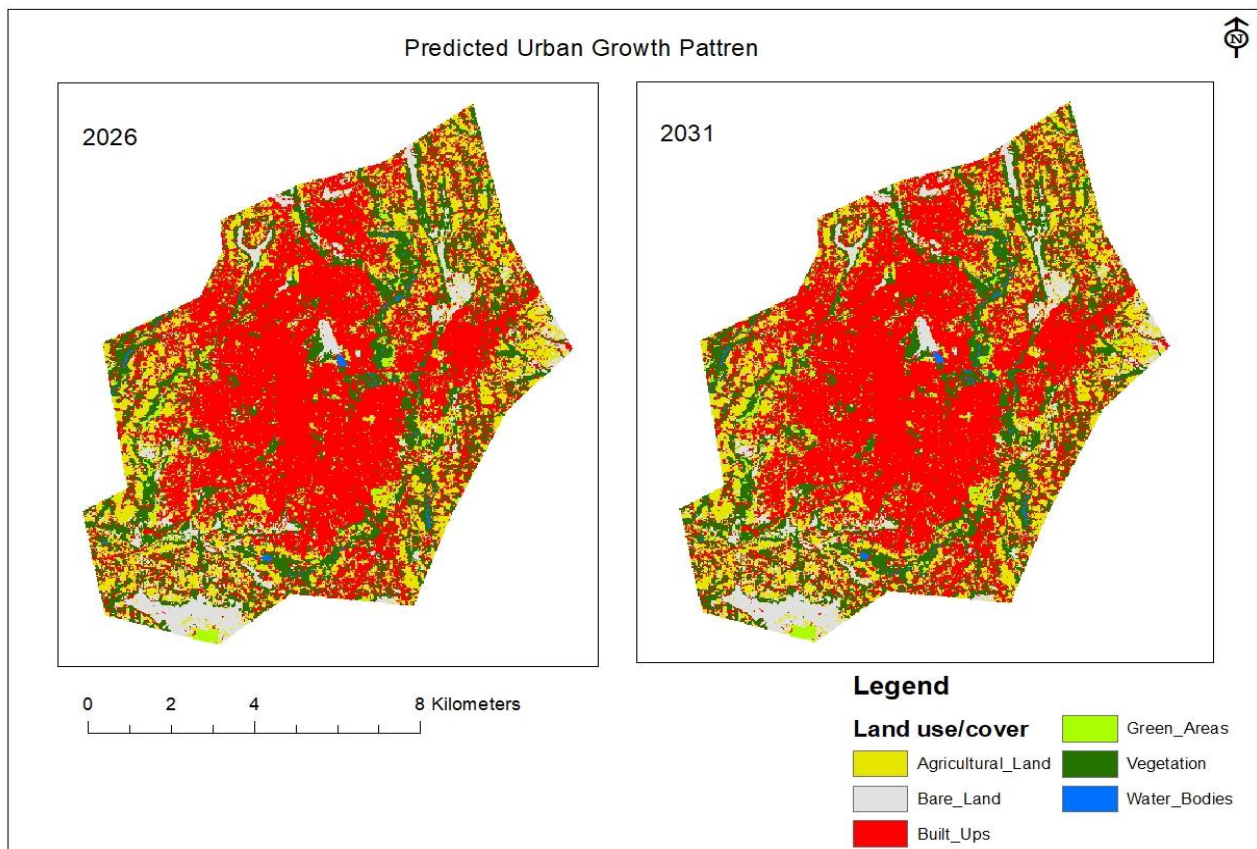 Predicted Urban Growth Pattren
N
2026
2031
0 2 4 8 Kilometers
Legend
Land use/cover
Agricultural_Land
Bare_Land
Built_Ups
Green_Areas
Vegetation
Water_Bodies